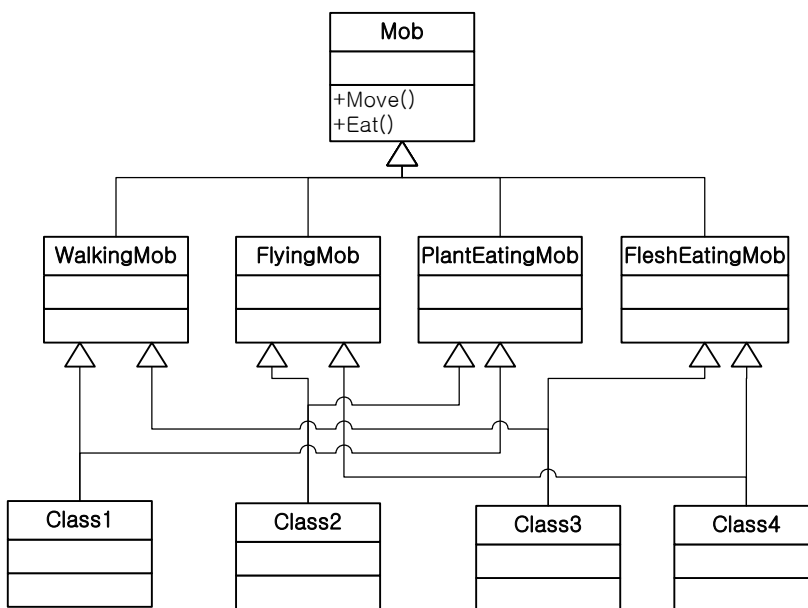 Mob
+Move()
+Eat()
WalkingMob
FlyingMob
PlantEatingMob
FleshEatingMob
Class1
Class2
Class3
Class4